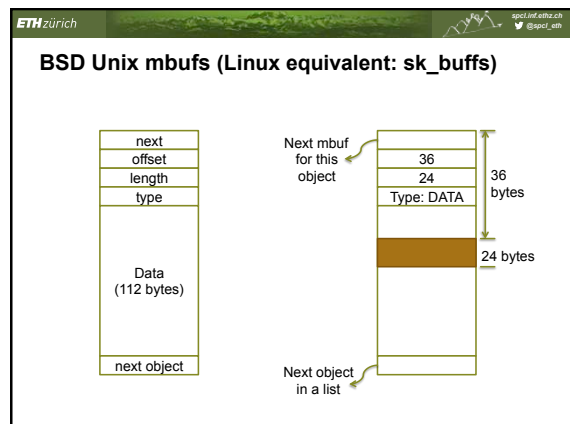 ETH zürich
spcl.inf.ethz.ch
@spcl_eth
BSD Unix mbufs (Linux equivalent: sk_buffs)
next
offset
length
type
Data
(112 bytes)
next object
Next mbuf
for this
object
36
24
Type: DATA
36
bytes
24 bytes
Next object
in a list